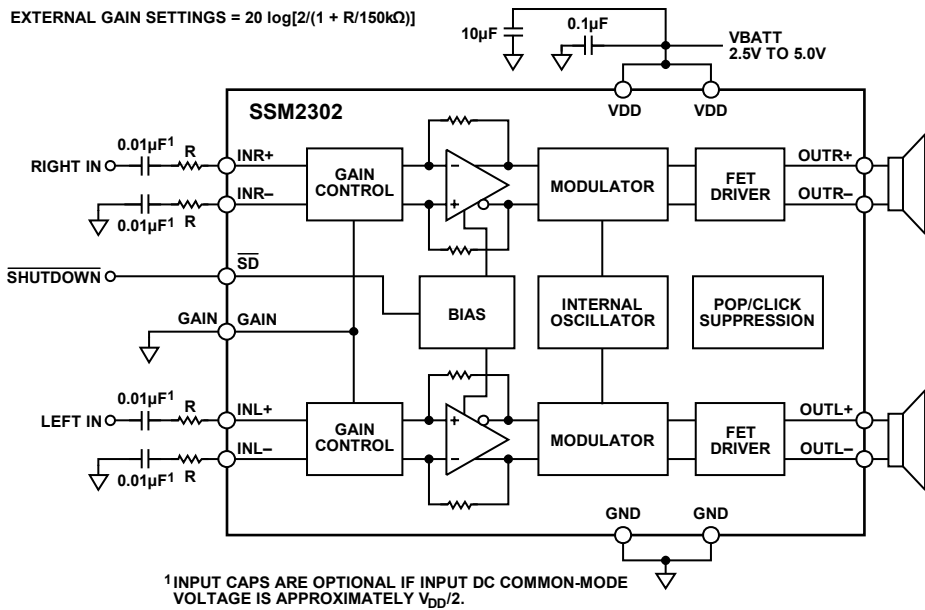 EXTERNAL GAIN SETTINGS = 20 log[2/(1 + R/150kΩ)]
10µF
0.1µF
VBATT
2.5V TO 5.0V
VDD
VDD
SSM2302
RIGHT IN
0.01µF¹
R
INR+
INR–
0.01µF¹
R
GAIN
CONTROL
–
+
MODULATOR
FET
DRIVER
OUTR+
OUTR–
SHUTDOWN
SD
GAIN
GAIN
BIAS
INTERNAL
OSCILLATOR
POP/CLICK
SUPPRESSION
LEFT IN
0.01µF¹
R
INL+
INL–
0.01µF¹
R
GAIN
CONTROL
+
–
MODULATOR
FET
DRIVER
OUTL+
OUTL–
GND
GND
¹ INPUT CAPS ARE OPTIONAL IF INPUT DC COMMON-MODE
VOLTAGE IS APPROXIMATELY VDD/2.